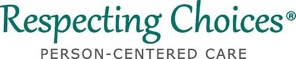 Respecting Choices®
PERSON-CENTERED CARE